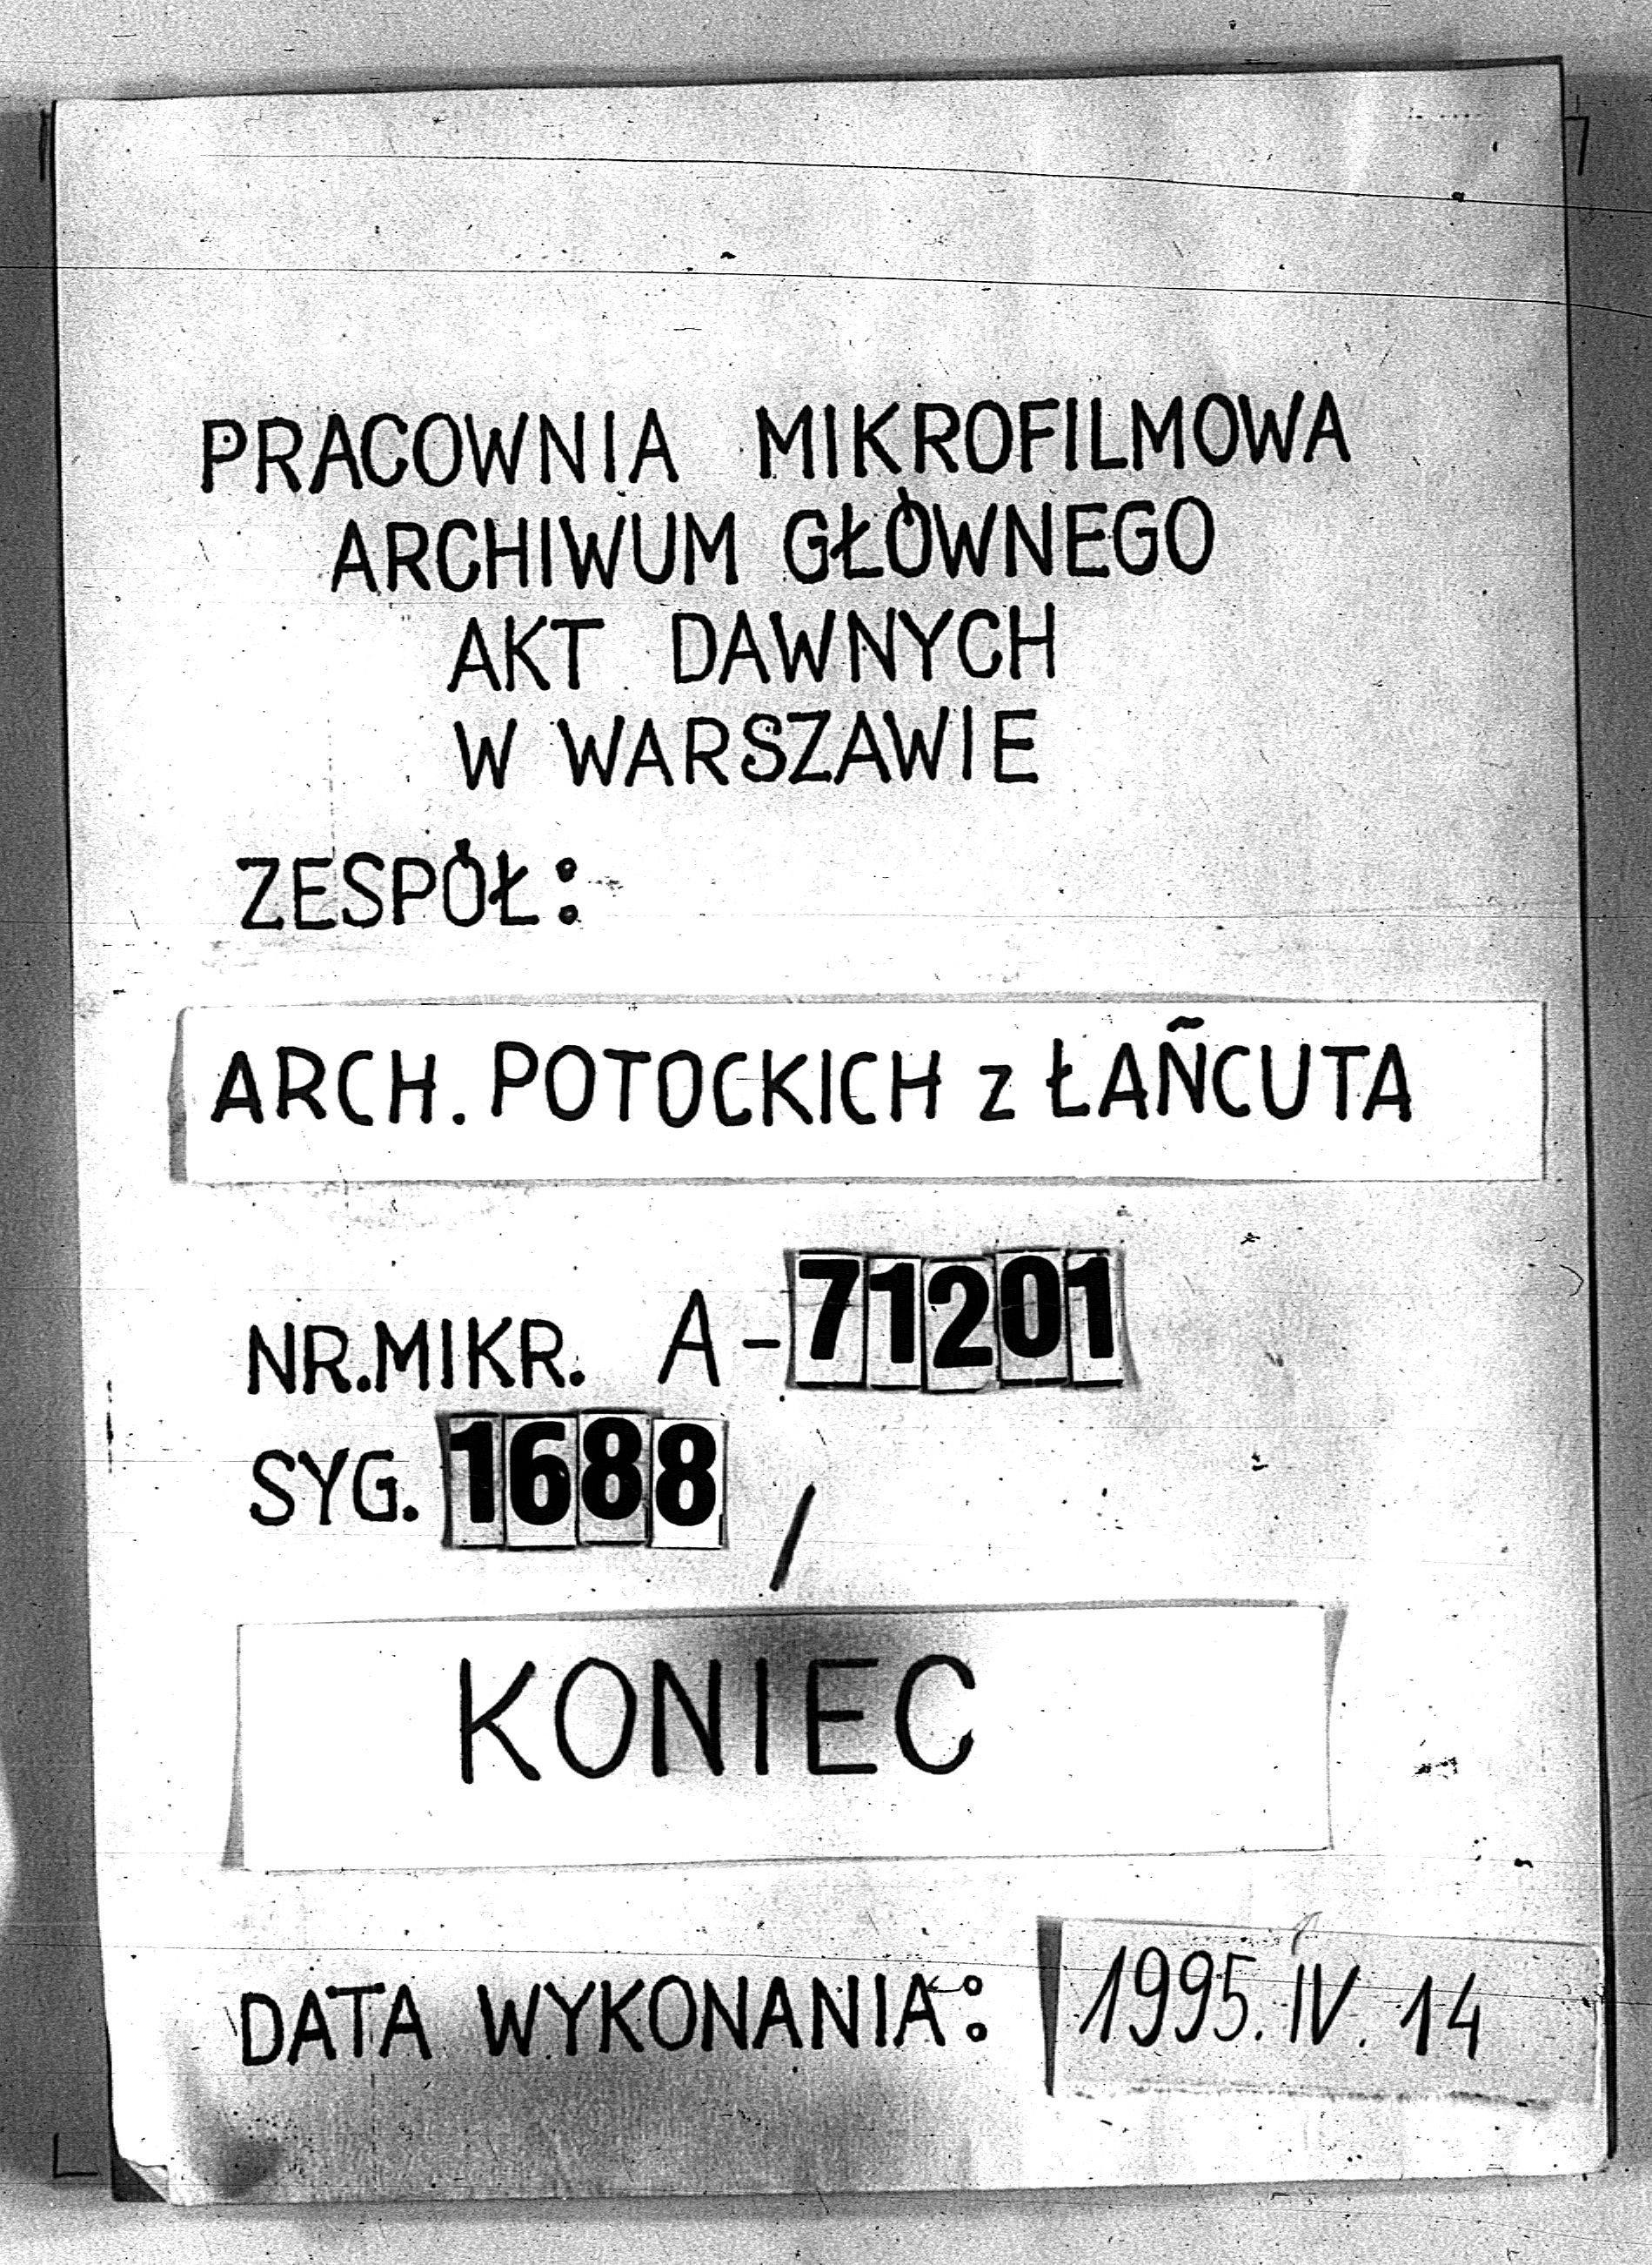 PRACOWNIA MIKROFILMOWA
ARCHIWUM GŁÓWNEGO
AKT DAWNYCH
W WARSZAWIE
ZESPÓŁ:
ARCH. POTOCKICH z ŁAÑCUTA
NR.MIKR. A-71201
SYG. 1688 /
KONIEC
DATA WYKONANIA: 1995.IV.14